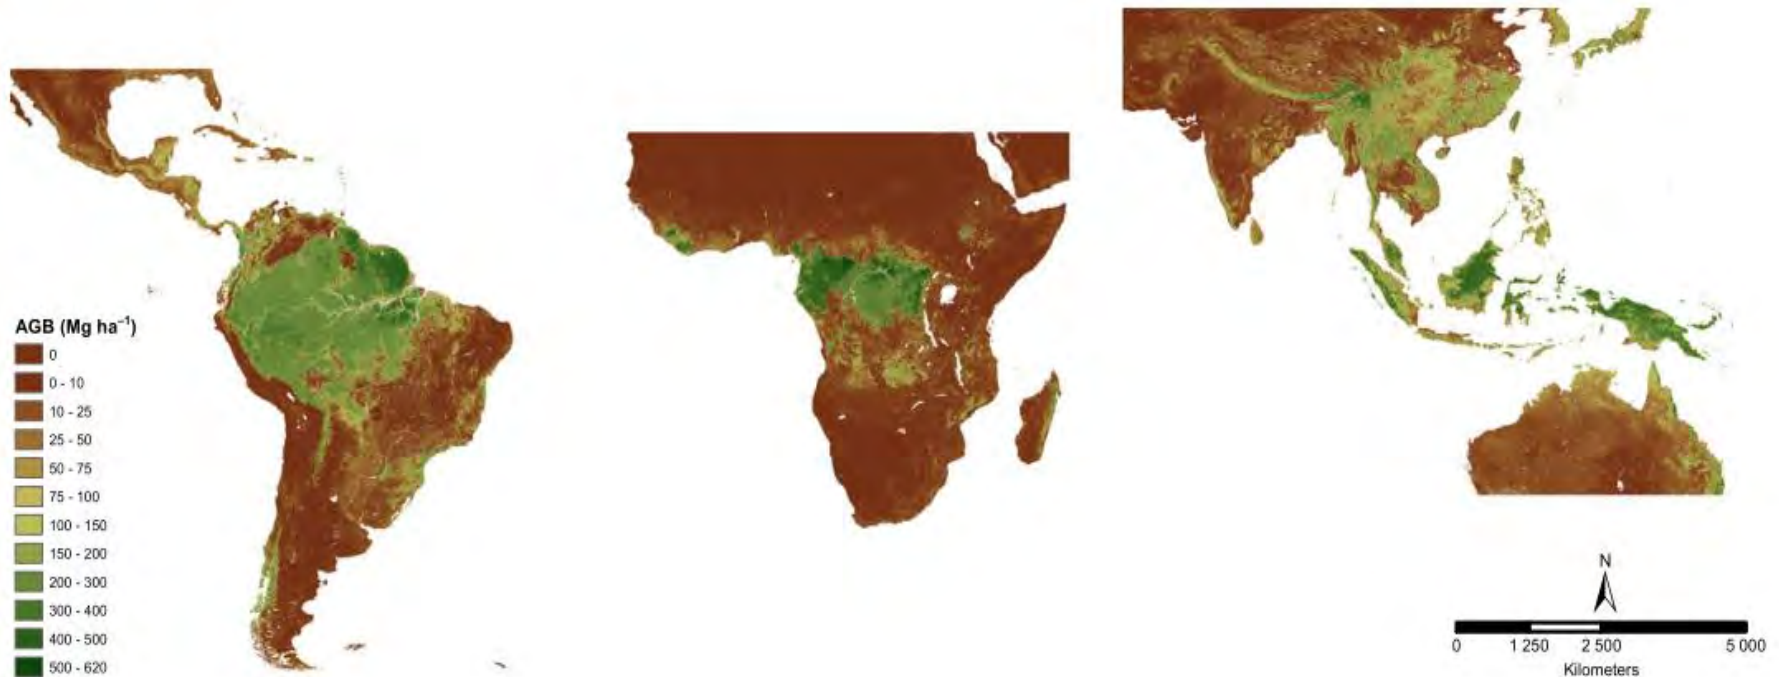 AGB (Mg ha⁻¹)
0
0 - 10
10 - 25
25 - 50
50 - 75
75 - 100
100 - 150
150 - 200
200 - 300
300 - 400
400 - 500
500 - 620
N
0 1 250 2 500 5 000
Kilometers